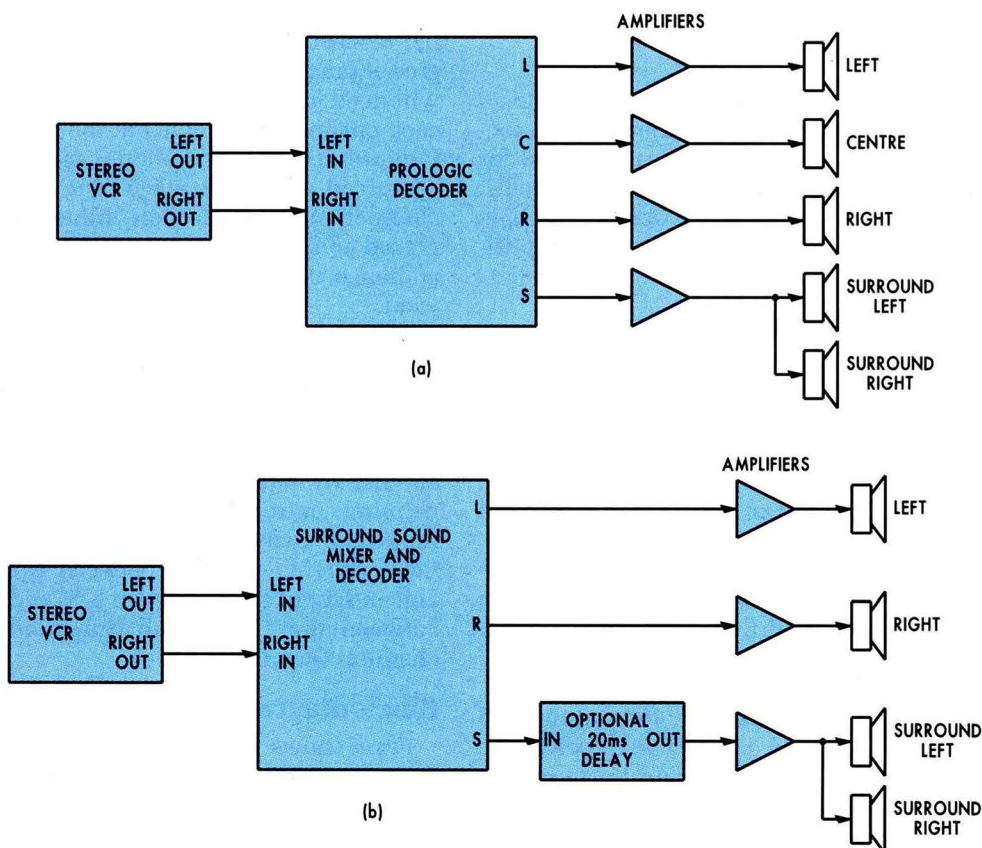 AMPLIFIERS
STEREO
VCR
LEFT
OUT
RIGHT
OUT
LEFT
IN
RIGHT
IN
PROLOGIC
DECODER
L
C
R
S
LEFT
CENTRE
RIGHT
SURROUND
LEFT
SURROUND
RIGHT
(a)
AMPLIFIERS
STEREO
VCR
LEFT
OUT
RIGHT
OUT
SURROUND SOUND
MIXER AND
DECODER
LEFT
IN
RIGHT
IN
L
R
S
IN
OPTIONAL
20ms
DELAY
OUT
LEFT
RIGHT
SURROUND
LEFT
SURROUND
RIGHT
(b)